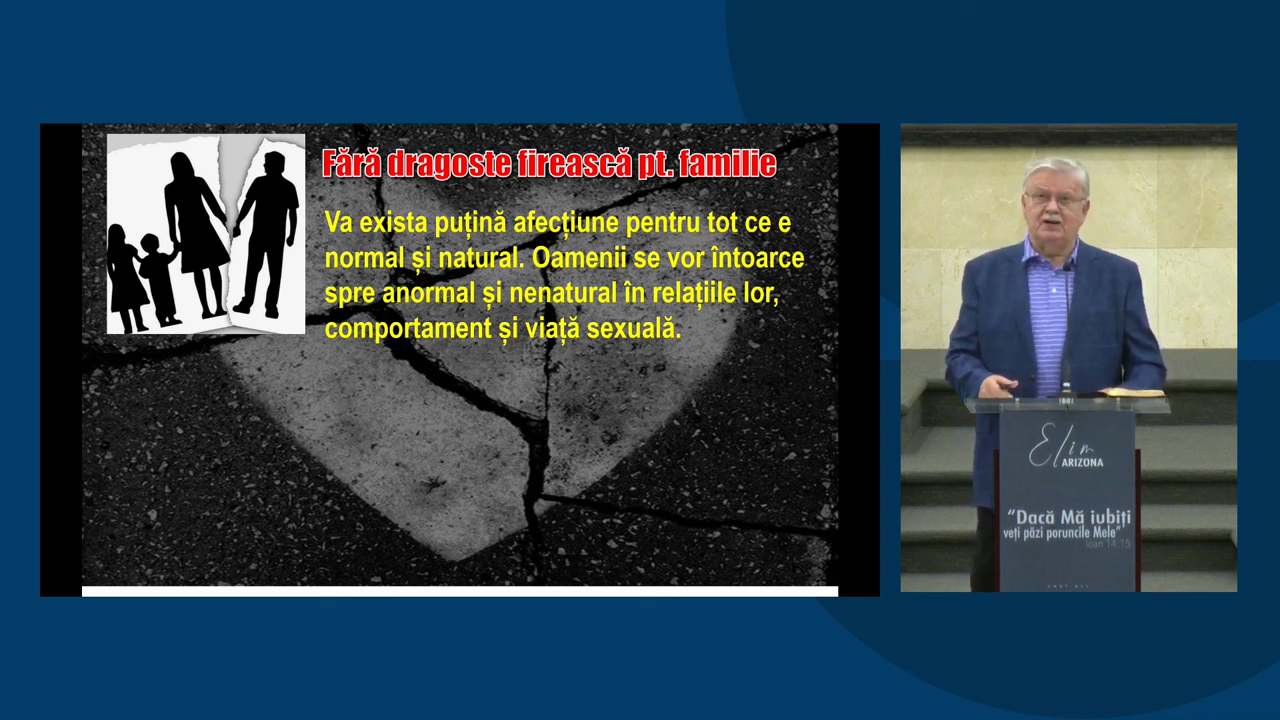 Fără dragoste firească pt. familie
Va exista puțină afecțiune pentru tot ce e
normal și natural. Oamenii se vor întoarce
spre anormal și nenatural în relațiile lor,
comportament și viață sexuală.
Elim
ARIZONA
“Dacă Mă iubiți
veți păzi poruncile Mele”
Ioan 14:15